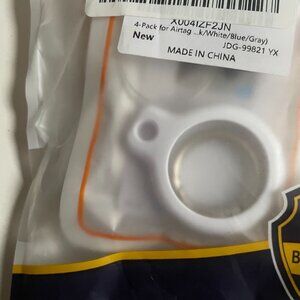 X004IZF2JN
4-Pack for Airtag ...k/White/Blue/Gray)
New
JDG-99821 YX
MADE IN CHINA
B